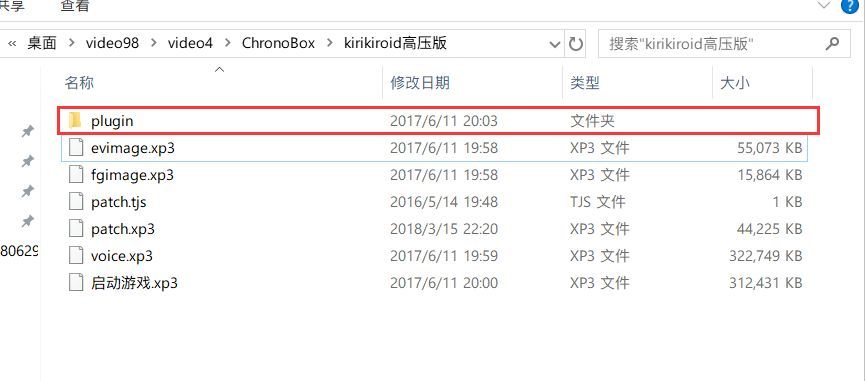 共享 查看
« 桌面 > video98 > video4 > ChronoBox > kirikiroid高压版
搜索"kirikiroid高压版"
名称 修改日期 类型 大小
plugin 2017/6/11 20:03 文件夹
evimage.xp3 2017/6/11 19:58 XP3 文件 55,073 KB
fgimage.xp3 2017/6/11 19:58 XP3 文件 15,864 KB
patch.tjs 2016/5/14 19:48 TJS 文件 1 KB
patch.xp3 2018/3/15 22:20 XP3 文件 44,225 KB
voice.xp3 2017/6/11 19:59 XP3 文件 322,749 KB
80629
启动游戏.xp3 2017/6/11 20:00 XP3 文件 312,431 KB